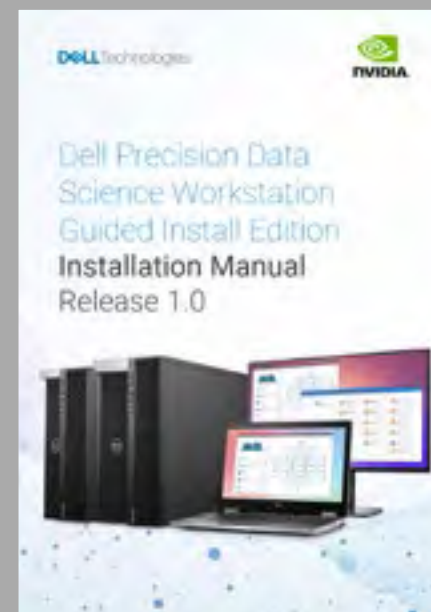 DELL Technologies
NVIDIA
Dell Precision Data
Science Workstation
Guided Install Edition
Installation Manual
Release 1.0